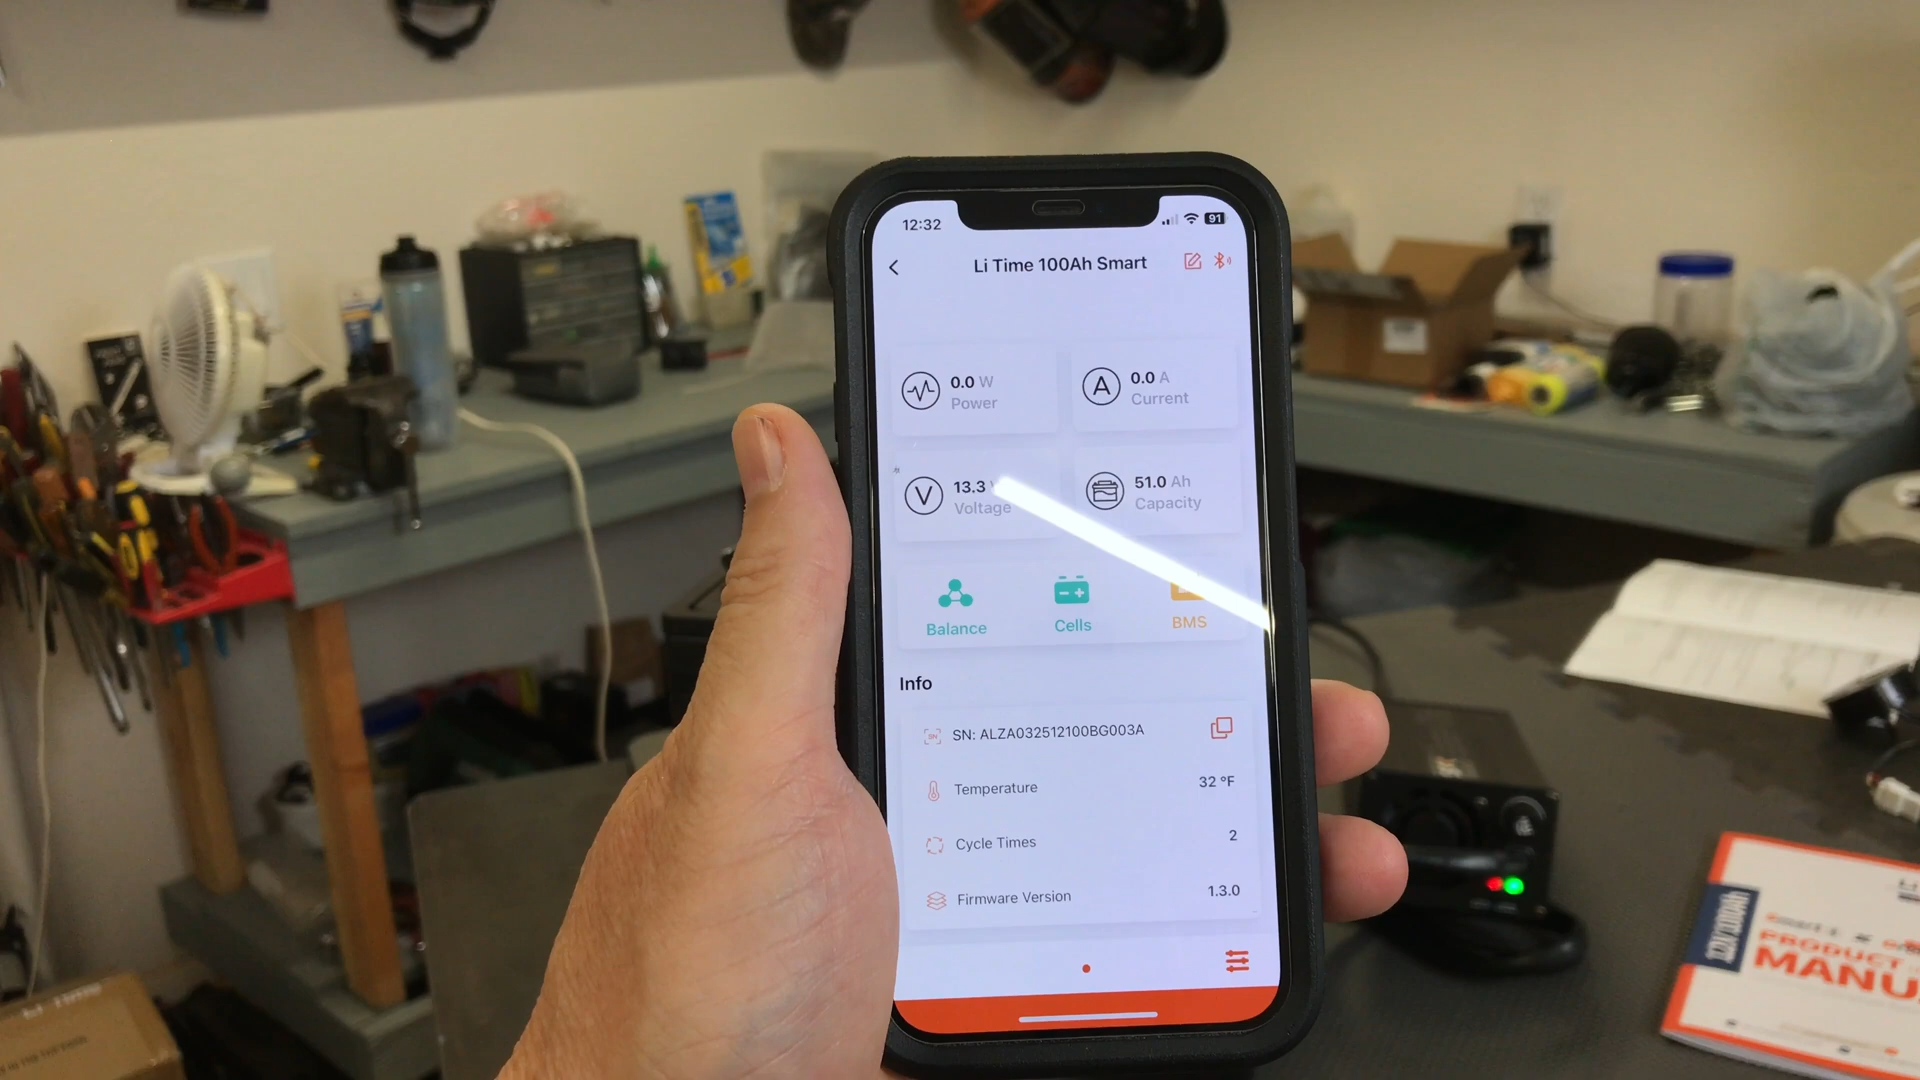 12:32
91
Li Time 100Ah Smart
0.0 W
Power
0.0 A
Current
A
V
13.3
Voltage
51.0 Ah
Capacity
Balance
Cells
BMS
Info
SN
SN: ALZA032512100BG003A
Temperature
32 °F
Cycle Times
2
Firmware Version
1.3.0
PRODUCT
MANU